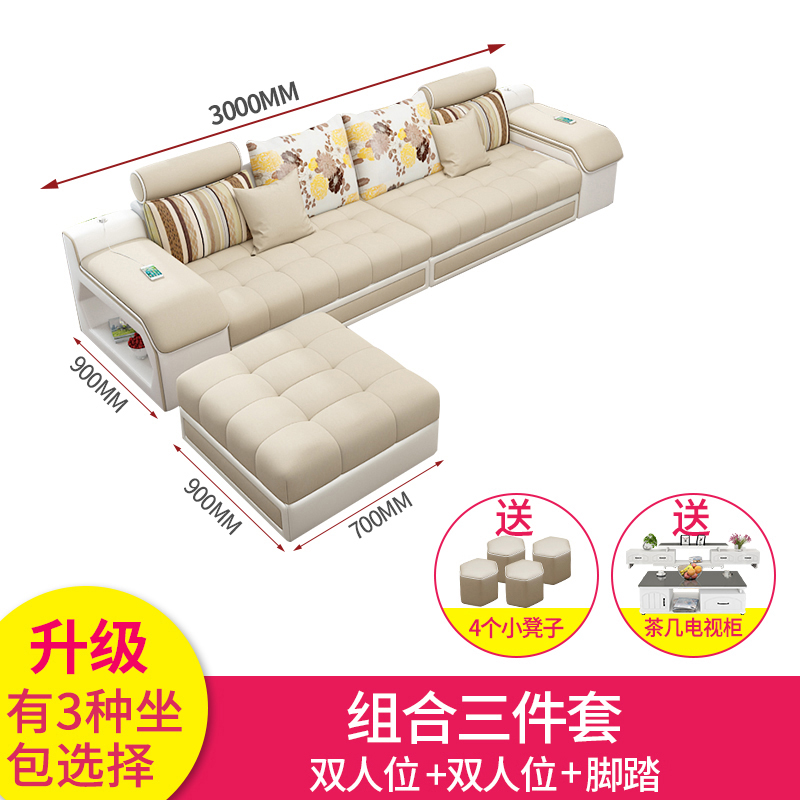 3000MM
900MM
900MM
700MM
送
4个小凳子
送
茶几电视柜
升级
有3种坐
包选择
组合三件套
双人位+双人位+脚踏